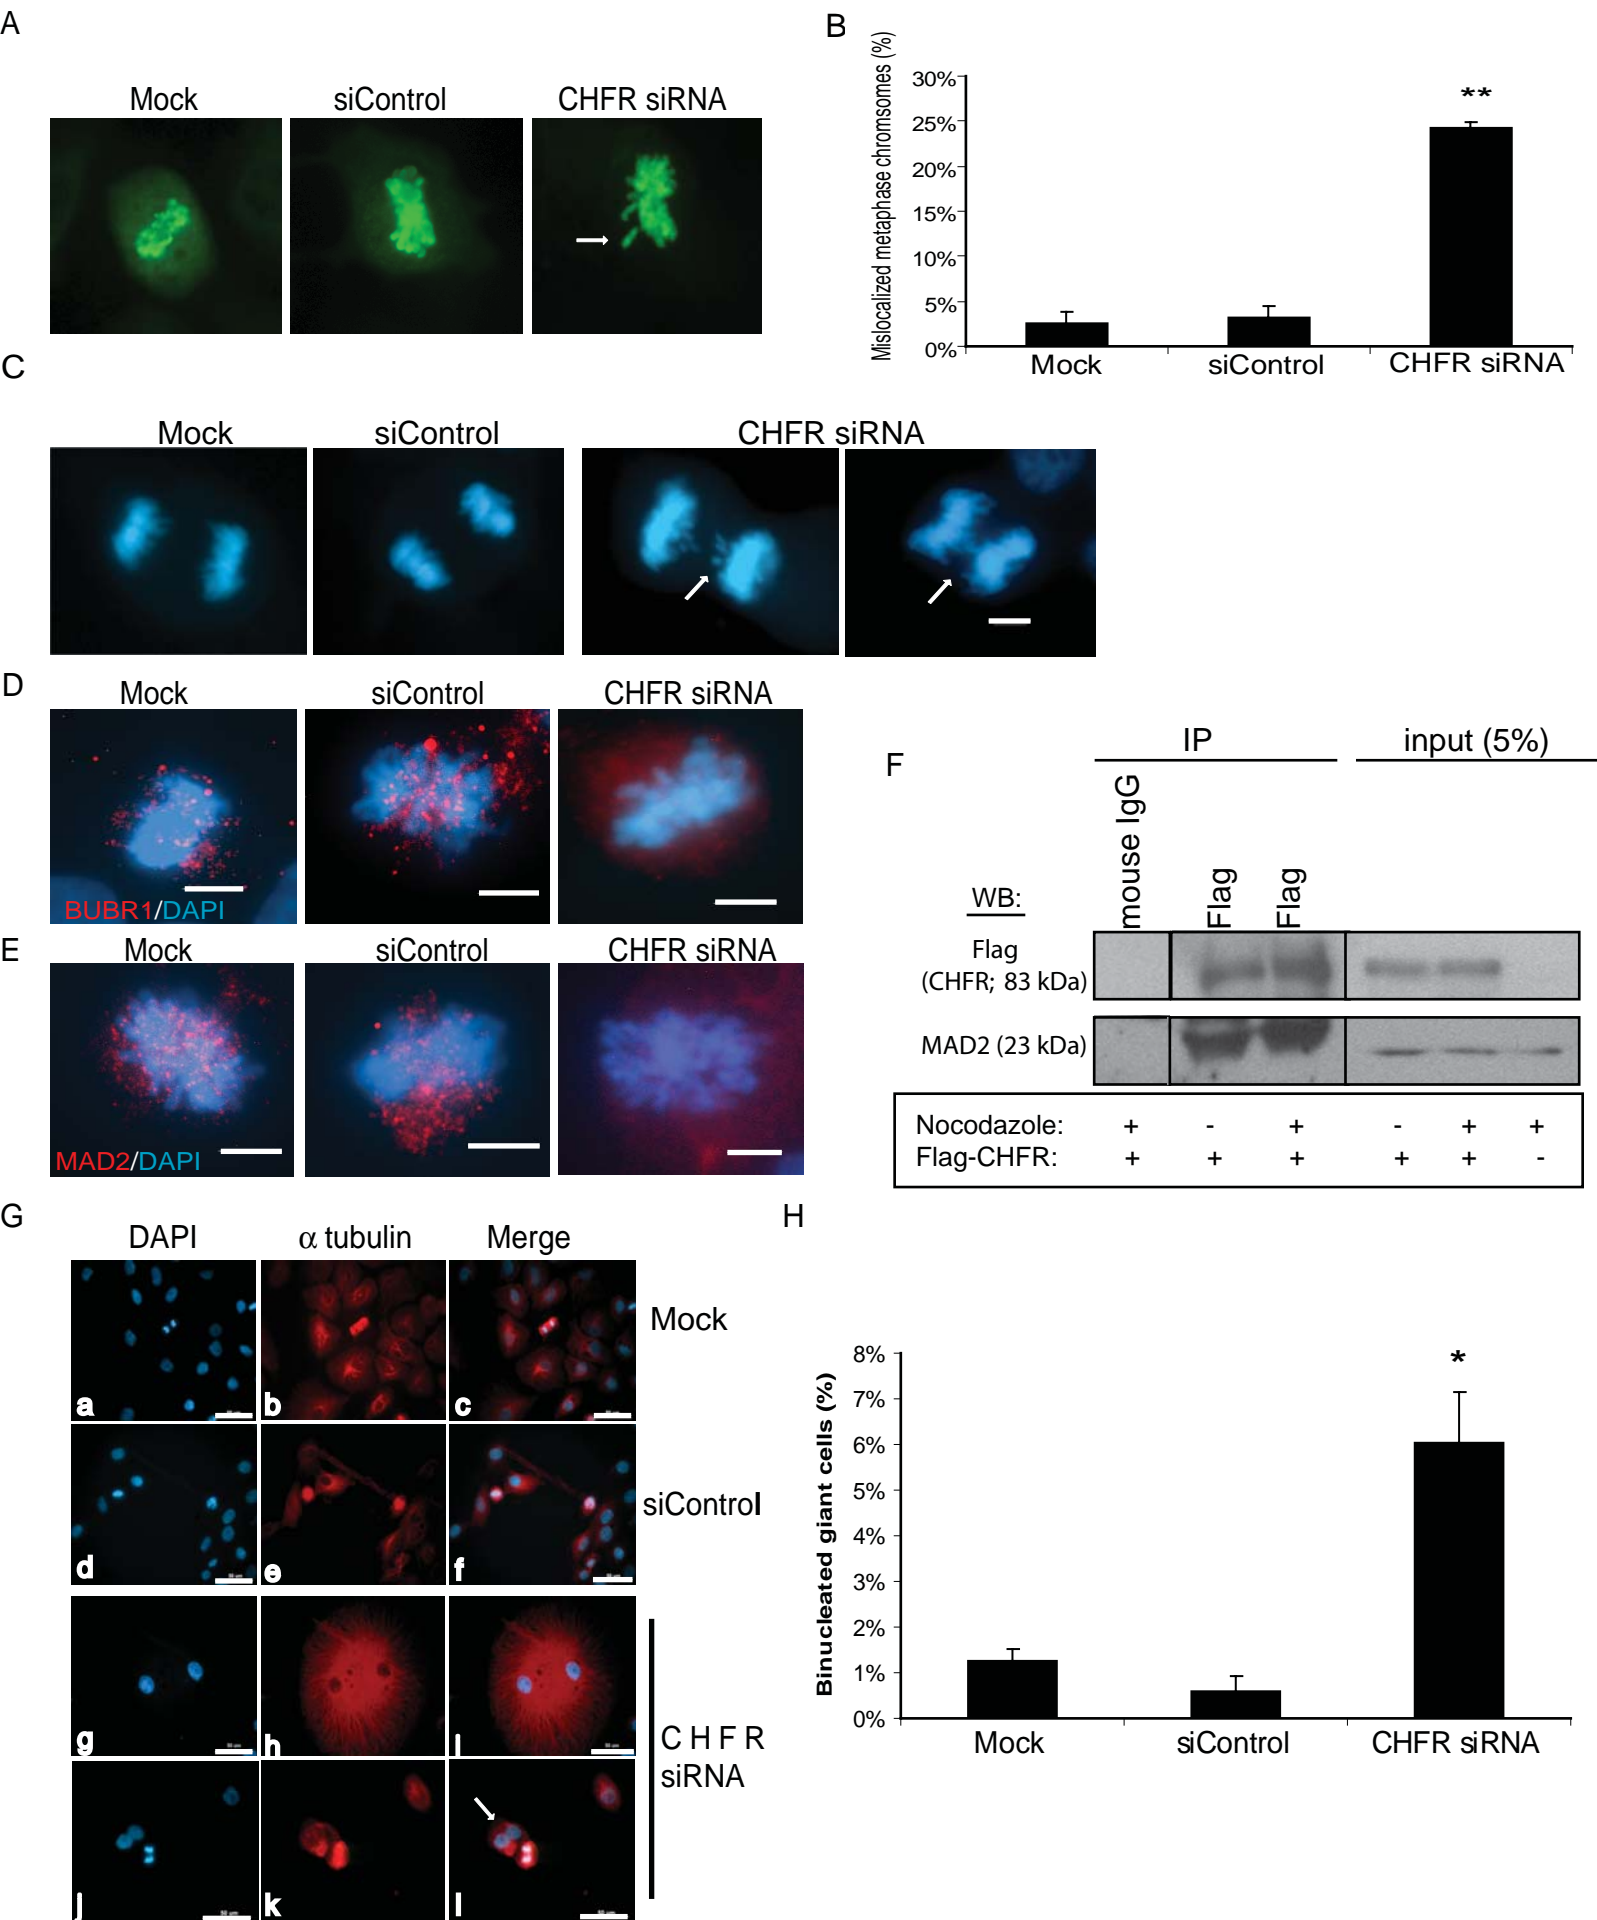 A
Mock siControl CHFR siRNA
B
Mislocalized metaphase chromsomes (%)
30%
25%
20%
15%
10%
5%
0%
**
Mock siControl CHFR siRNA
C
Mock siControl CHFR siRNA
D
Mock siControl CHFR siRNA
BUBR1/DAPI
E
Mock siControl CHFR siRNA
MAD2/DAPI
F
IP input (5%)
mouse IgG
Flag
Flag
WB:
Flag
(CHFR; 83 kDa)
MAD2 (23 kDa)
Nocodazole: + - + - + +
Flag-CHFR: + + + + + -
G
DAPI α tubulin Merge
a b c
Mock
d e f
siControl
g h i
j k l
CHFR
siRNA
H
Binucleated giant cells (%)
8%
7%
6%
5%
4%
3%
2%
1%
0%
*
Mock siControl CHFR siRNA